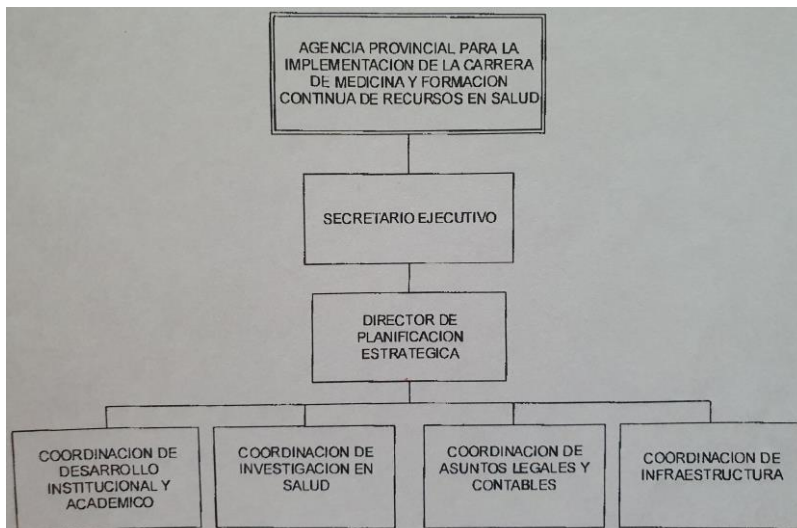 AGENCIA PROVINCIAL PARA LA
IMPLEMENTACION DE LA CARRERA
DE MEDICINA Y FORMACION
CONTINUA DE RECURSOS EN SALUD
SECRETARIO EJECUTIVO
DIRECTOR DE
PLANIFICACION
ESTRATEGICA
COORDINACION DE
DESARROLLO
INSTITUCIONAL Y
ACADEMICO
COORDINACION DE
INVESTIGACION EN
SALUD
COORDINACION DE
ASUNTOS LEGALES Y
CONTABLES
COORDINACION DE
INFRAESTRUCTURA